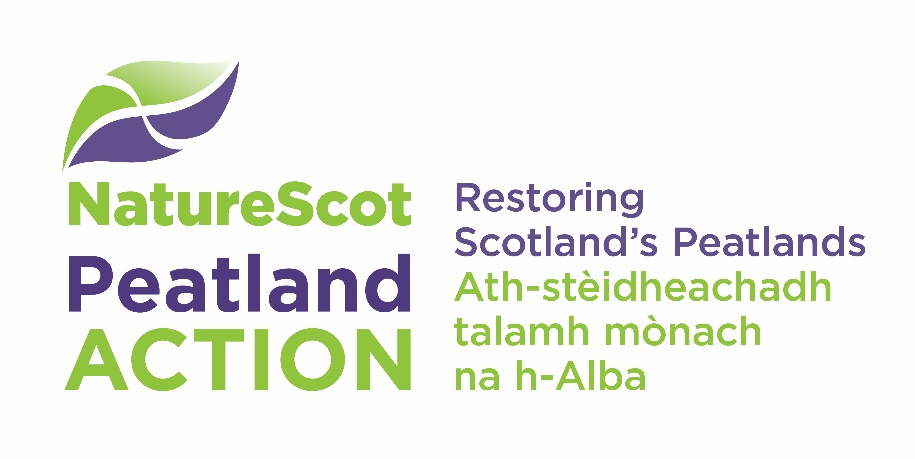 NatureScot
Peatland
ACTION
Restoring
Scotland's Peatlands
Ath-stèidheachadh
talamh mònach
na h-Alba